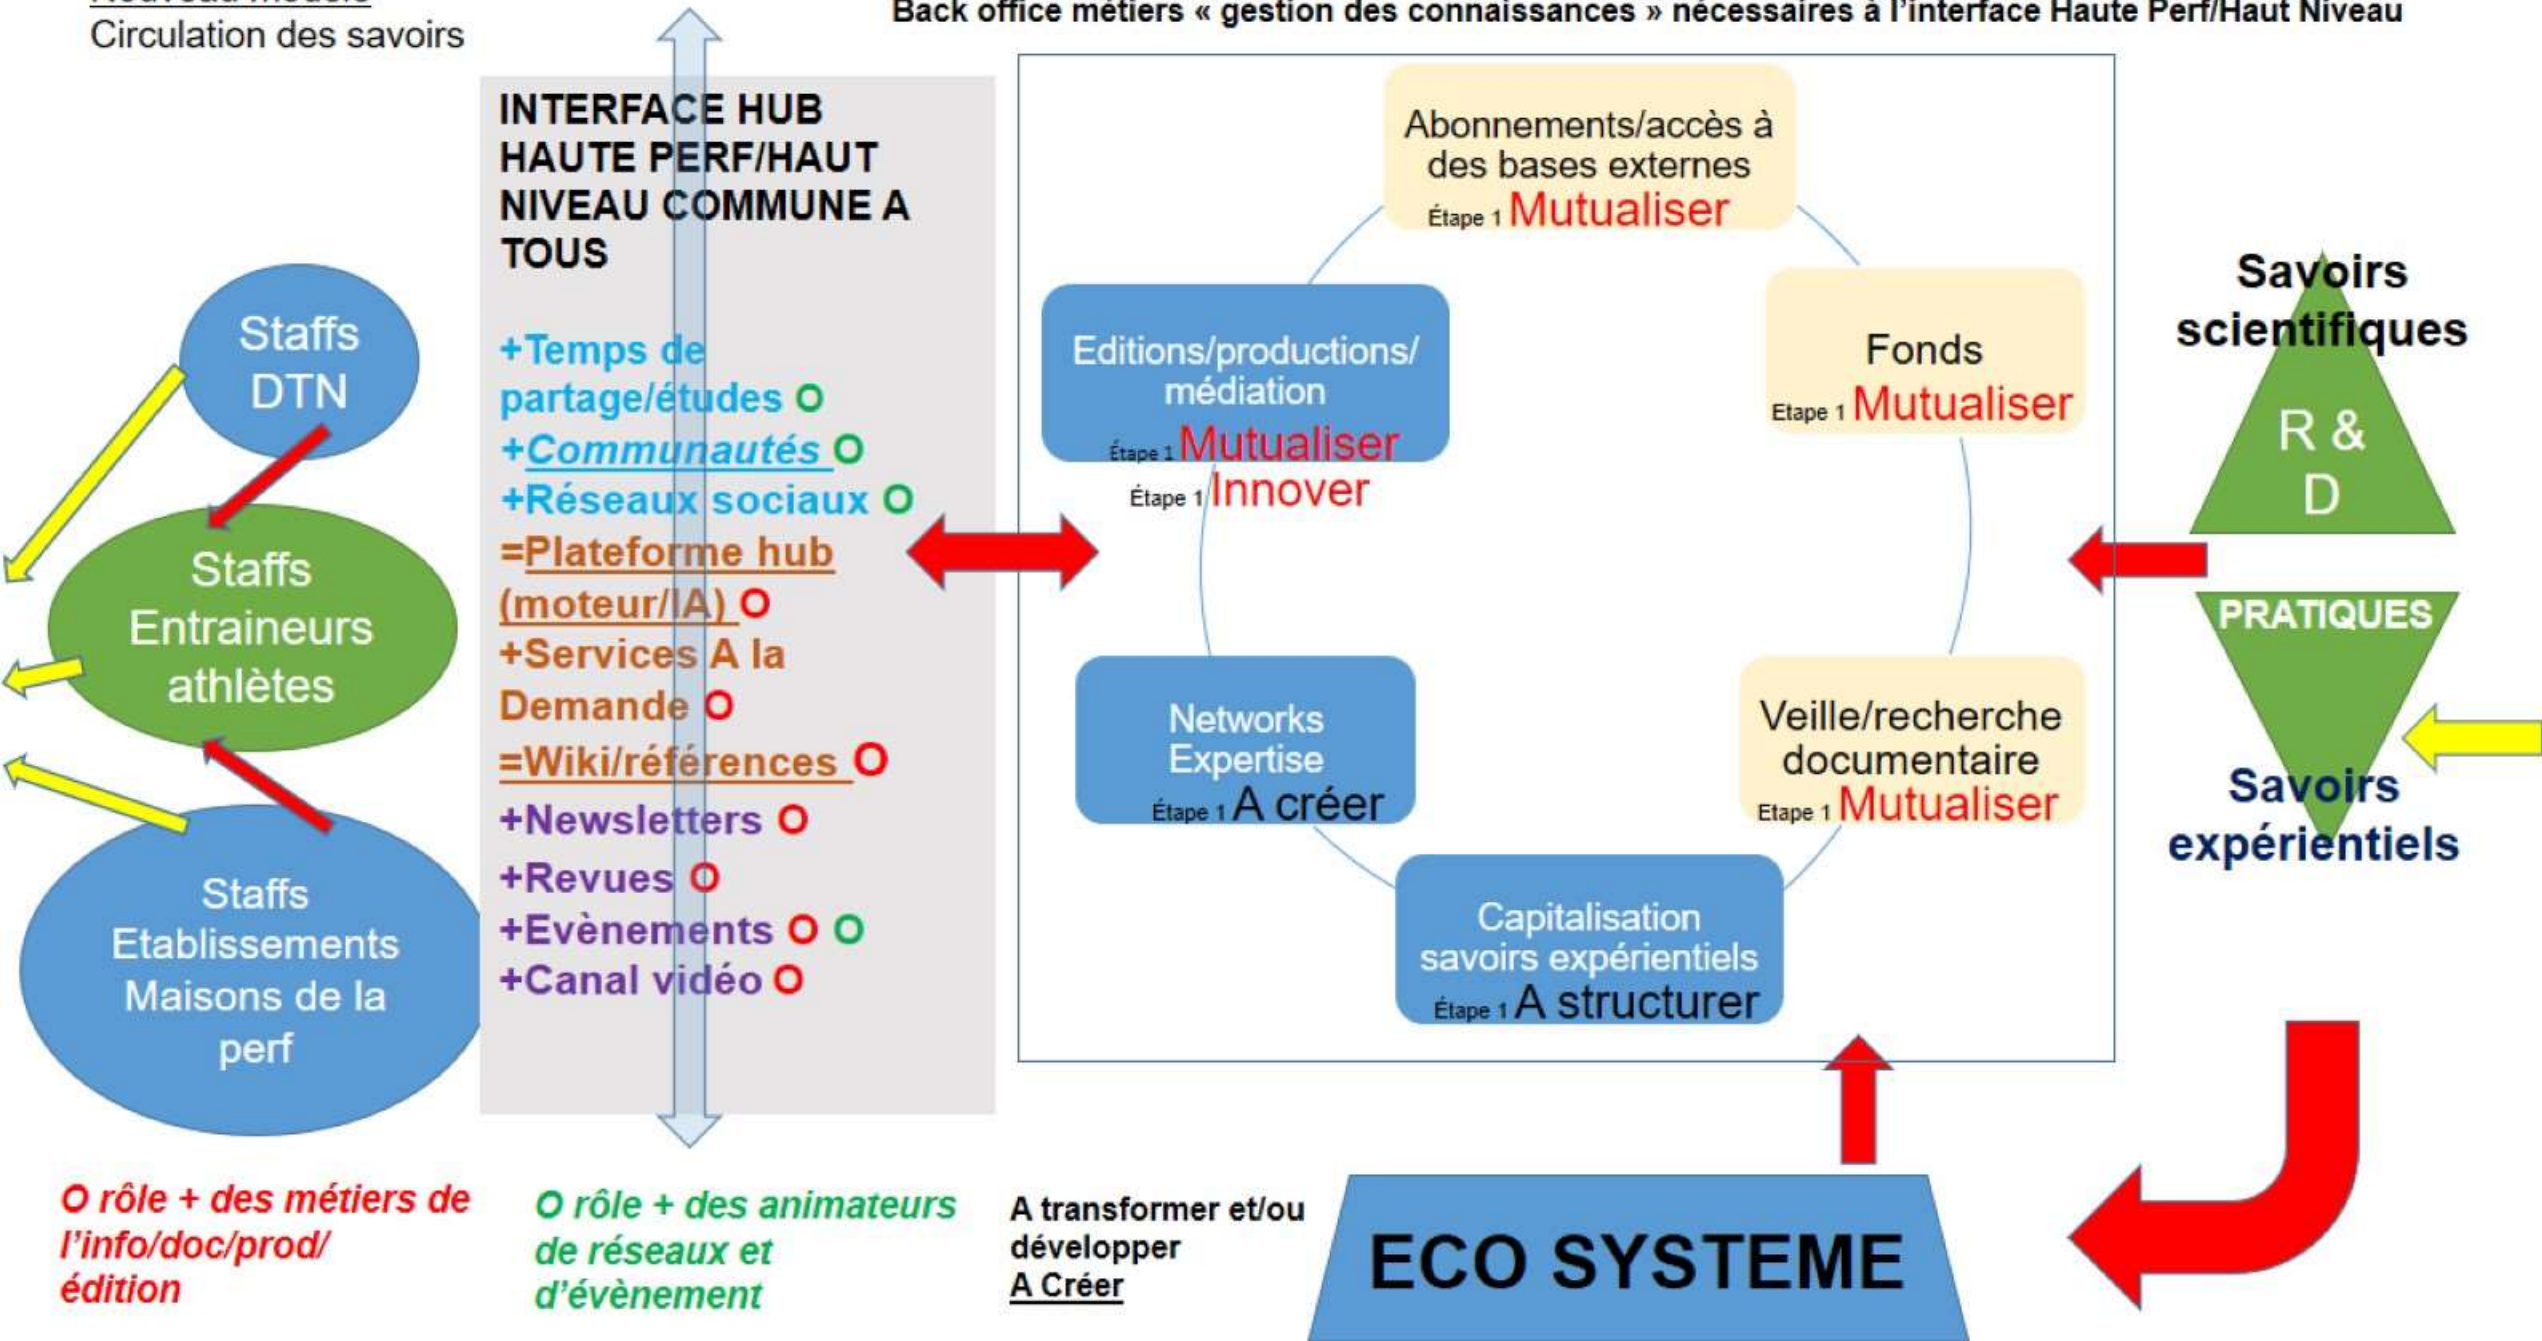 Nouveau modèle
Circulation des savoirs
Back office métiers « gestion des connaissances » nécessaires à l'interface Haute Perf/Haut Niveau
Staffs
DTN
Staffs
Entraineurs
athlètes
Staffs
Etablissements
Maisons de la
perf
INTERFACE HUB
HAUTE PERF/HAUT
NIVEAU COMMUNE A
TOUS
+Temps de
partage/études O
+Communautés O
+Réseaux sociaux O
=Plateforme hub
(moteur/IA) O
+Services A la
Demande O
=Wiki/références O
+Newsletters O
+Revues O
+Evènements O O
+Canal vidéo O
Abonnements/accès à
des bases externes
Étape 1 Mutualiser
Fonds
Etape 1 Mutualiser
Veille/recherche
documentaire
Etape 1 Mutualiser
Capitalisation
savoirs expérientiels
Étape 1 A structurer
Networks
Expertise
Étape 1 A créer
Editions/productions/
médiation
Étape 1 Mutualiser
Étape 1 Innover
Savoirs
scientifiques
R &
D
PRATIQUES
Savoirs
expérientiels
O rôle + des métiers de
l'info/doc/prod/
édition
O rôle + des animateurs
de réseaux et
d'évènement
A transformer et/ou
développer
A Créer
ECO SYSTEME